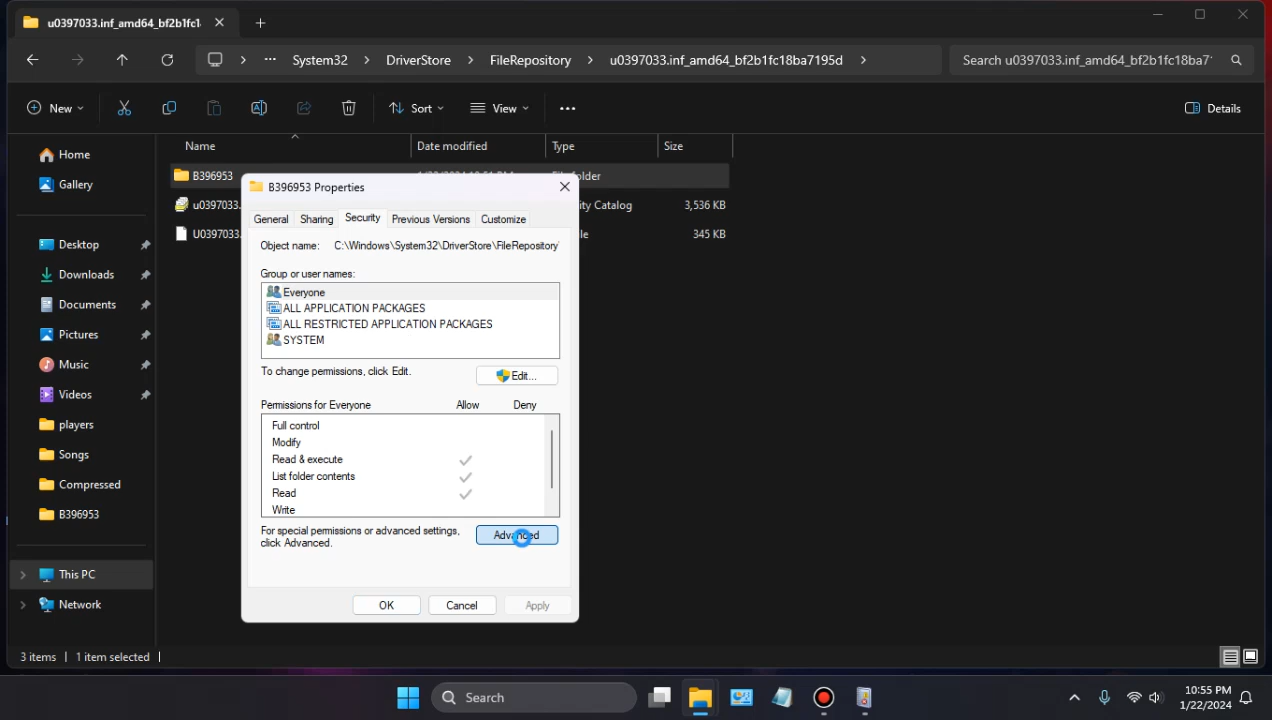 u0397033.inf_amd64_bf2b1fc1
System32
DriverStore
FileRepository
u0397033.inf_amd64_bf2b1fc18ba7195d
Search u0397033.inf_amd64_bf2b1fc18ba7
New
Sort
View
Details
Home
Gallery
Desktop
Downloads
Documents
Pictures
Music
Videos
players
Songs
Compressed
B396953
This PC
Network
Name
Date modified
Type
Size
B396953
u0397033.
3,536 KB
U0397033.
345 KB
B396953 Properties
General
Sharing
Security
Previous Versions
Customize
Object name: C:\Windows\System32\DriverStore\FileRepository
Group or user names:
Everyone
ALL APPLICATION PACKAGES
ALL RESTRICTED APPLICATION PACKAGES
SYSTEM
To change permissions, click Edit.
Edit...
Permissions for Everyone
Allow
Deny
Full control
Modify
Read & execute
List folder contents
Read
Write
For special permissions or advanced settings,
click Advanced.
Advanced
OK
Cancel
Apply
3 items
1 item selected
Search
10:55 PM
1/22/2024